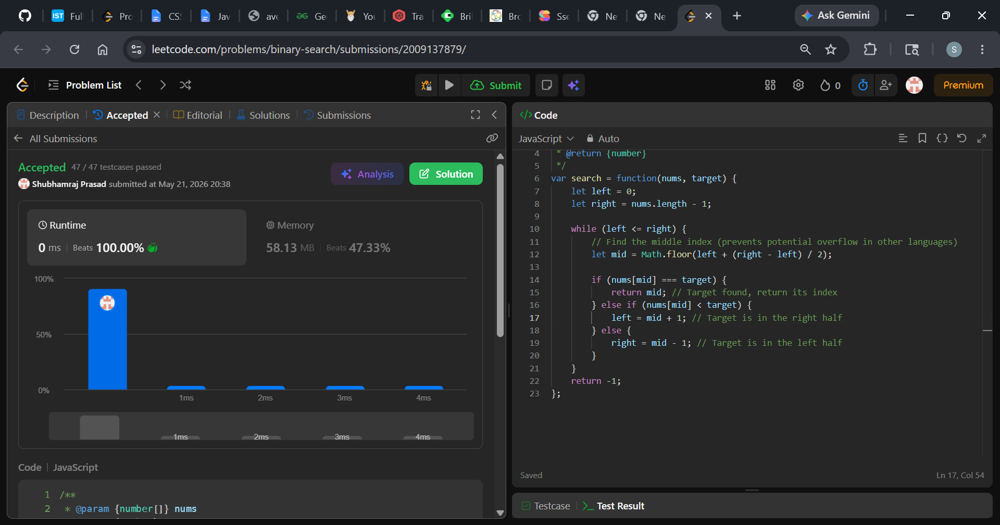 IST Full
Pro
CSS
Jav
ave
Ge
You
Tra
Bri
Bro
Sse
Ne
Ne
Ask Gemini
leetcode.com/problems/binary-search/submissions/2009137879/
S
Problem List
Submit
0
Premium
Description
Accepted
Editorial
Solutions
Submissions
All Submissions
Accepted 47 / 47 testcases passed
Shubhamraj Prasad submitted at May 21, 2026 20:38
Analysis
Solution
Runtime
0 ms Beats 100.00%
Memory
58.13 MB Beats 47.33%
100%
50%
0%
1ms 2ms 3ms 4ms
1ms 2ms 3ms 4ms
Code | JavaScript
1 /**
2 * @param {number[]} nums
</> Code
JavaScript Auto
4 * @return {number}
5 */
6 var search = function(nums, target) {
7 let left = 0;
8 let right = nums.length - 1;
9
10 while (left <= right) {
11 // Find the middle index (prevents potential overflow in other languages)
12 let mid = Math.floor(left + (right - left) / 2);
13
14 if (nums[mid] === target) {
15 return mid; // Target found, return its index
16 } else if (nums[mid] < target) {
17 left = mid + 1; // Target is in the right half
18 } else {
19 right = mid - 1; // Target is in the left half
20 }
21 }
22 return -1;
23 };
Saved
Ln 17, Col 54
Testcase
Test Result